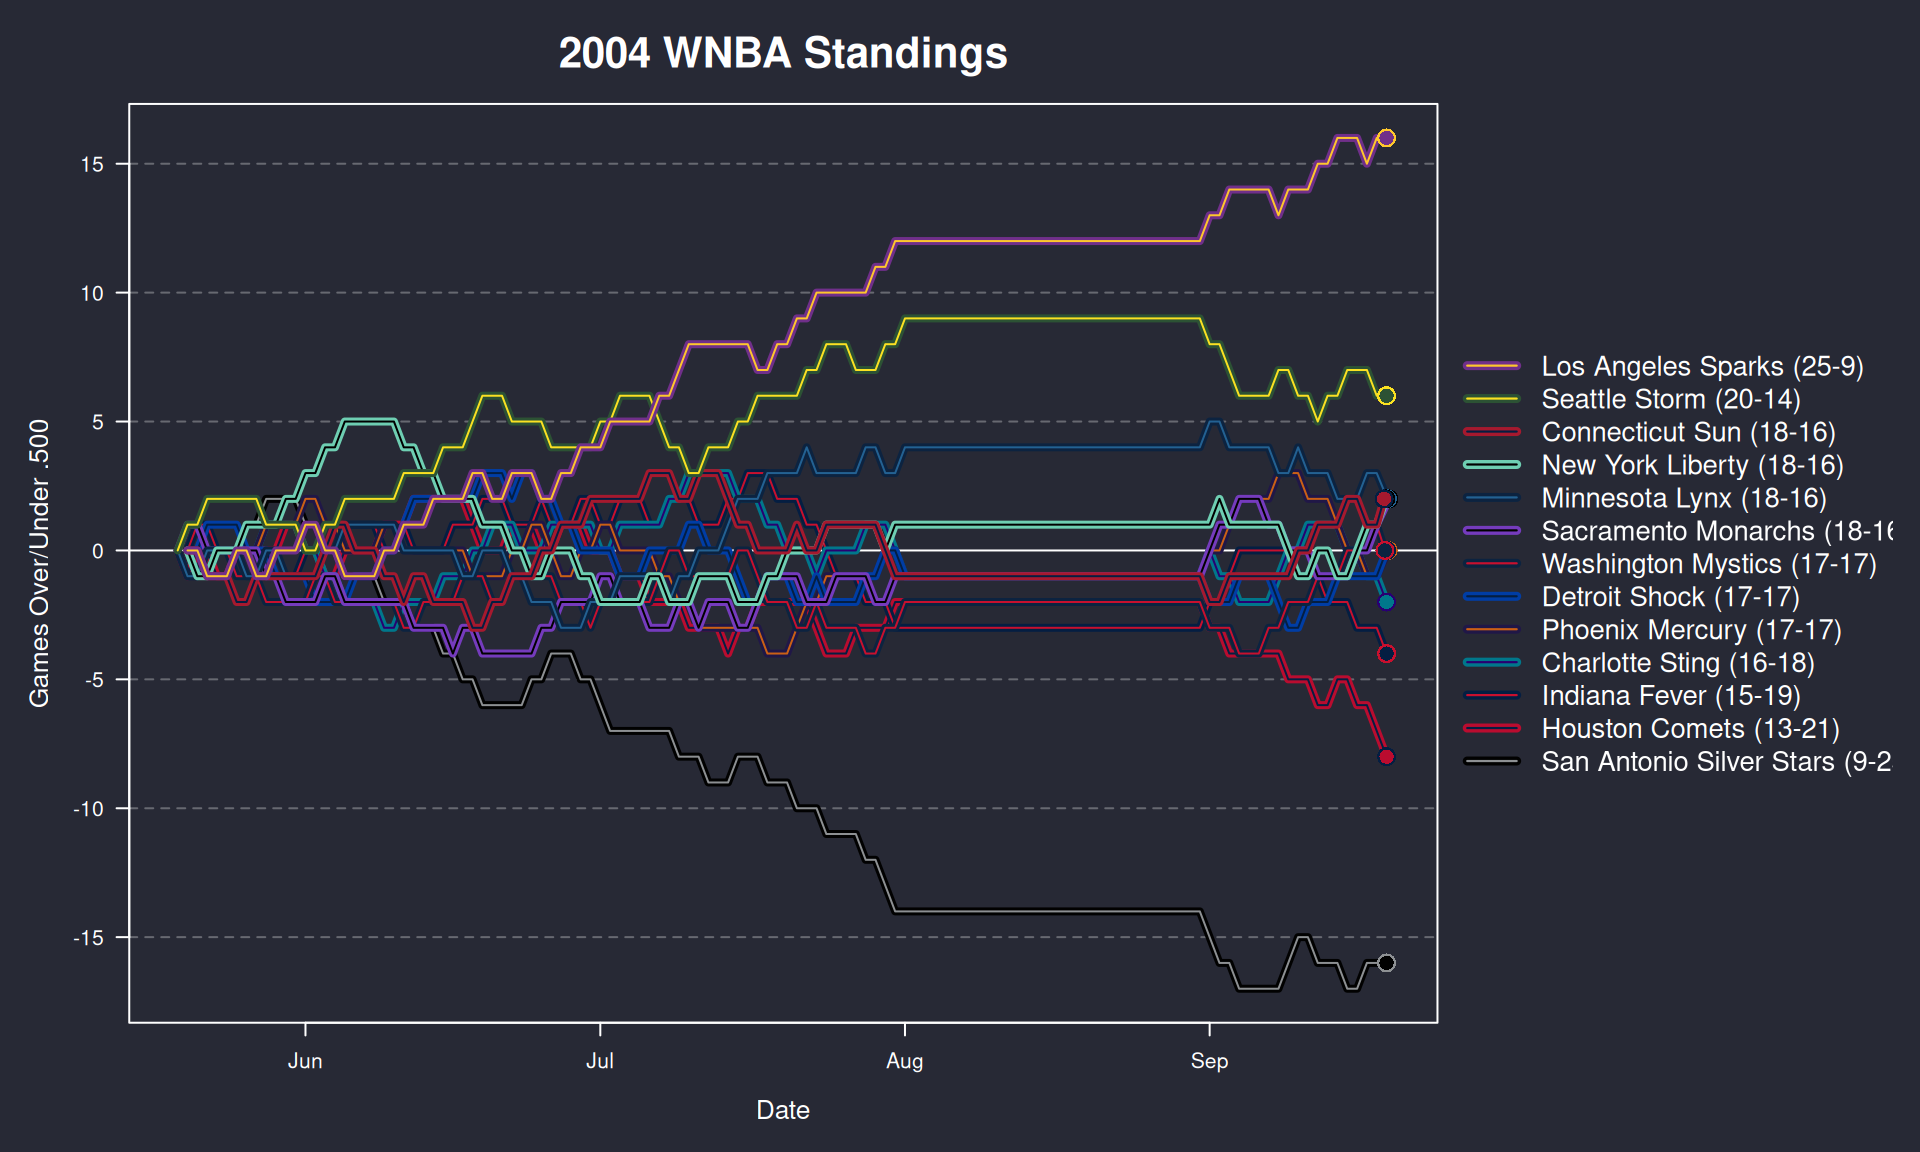 2004 WNBA Standings
15
10
5
0
-5
-10
-15
Games Over/Under .500
Jun
Jul
Aug
Sep
Date
Los Angeles Sparks (25-9)
Seattle Storm (20-14)
Connecticut Sun (18-16)
New York Liberty (18-16)
Minnesota Lynx (18-16)
Sacramento Monarchs (18-16
Washington Mystics (17-17)
Detroit Shock (17-17)
Phoenix Mercury (17-17)
Charlotte Sting (16-18)
Indiana Fever (15-19)
Houston Comets (13-21)
San Antonio Silver Stars (9-2